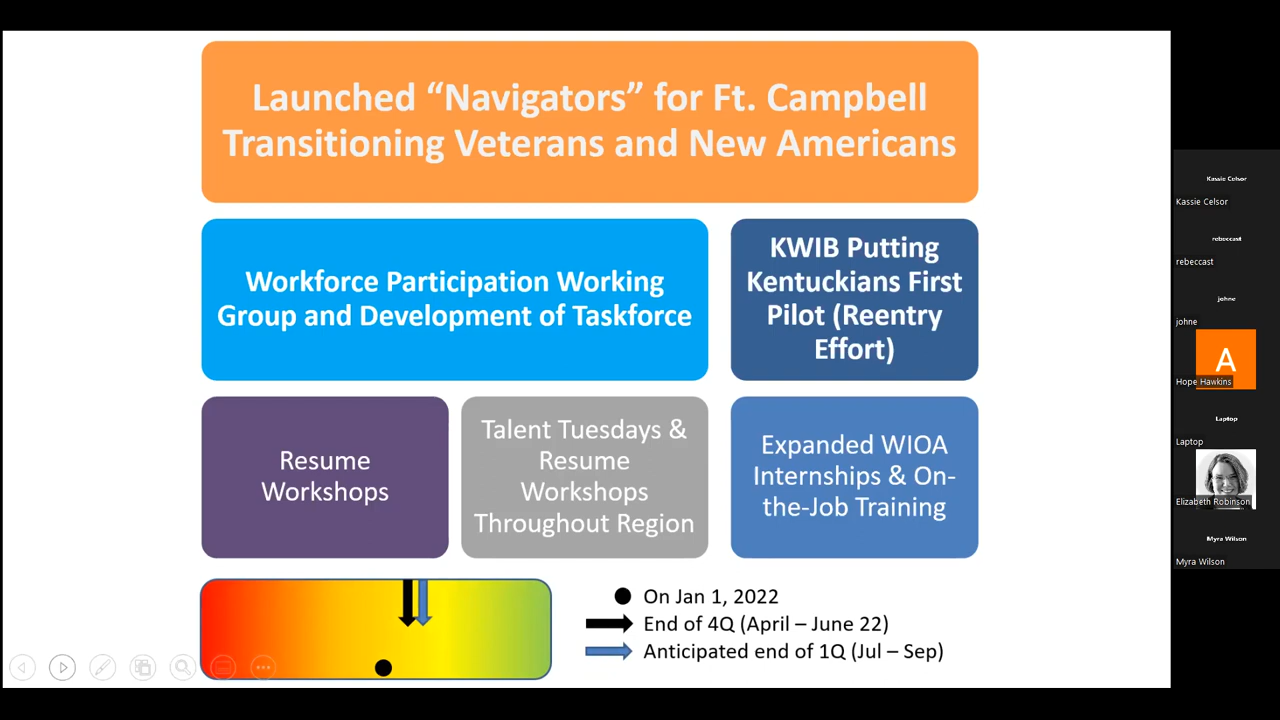 Launched “Navigators” for Ft. Campbell
Transitioning Veterans and New Americans
Workforce Participation Working
Group and Development of Taskforce
KWIB Putting
Kentuckians First
Pilot (Reentry
Effort)
Resume
Workshops
Talent Tuesdays &
Resume
Workshops
Throughout Region
Expanded WIOA
Internships & On-
the-Job Training
On Jan 1, 2022
End of 4Q (April – June 22)
Anticipated end of 1Q (Jul – Sep)
Kassie Celsor
Kassie Celsor
rebeccast
rebeccast
johne
johne
A
Hope Hawkins
Laptop
Laptop
Elizabeth Robinson
Myra Wilson
Myra Wilson